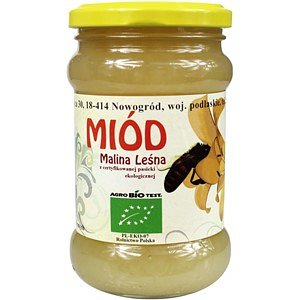 a 30, 18-414 Nowogród, woj. podlaskie,
MIÓD
Malina Leśna
z certyfikowanej pasieki
ekologicznej
AGRO BIO TEST
PL-EKO-07
Rolnictwo Polska